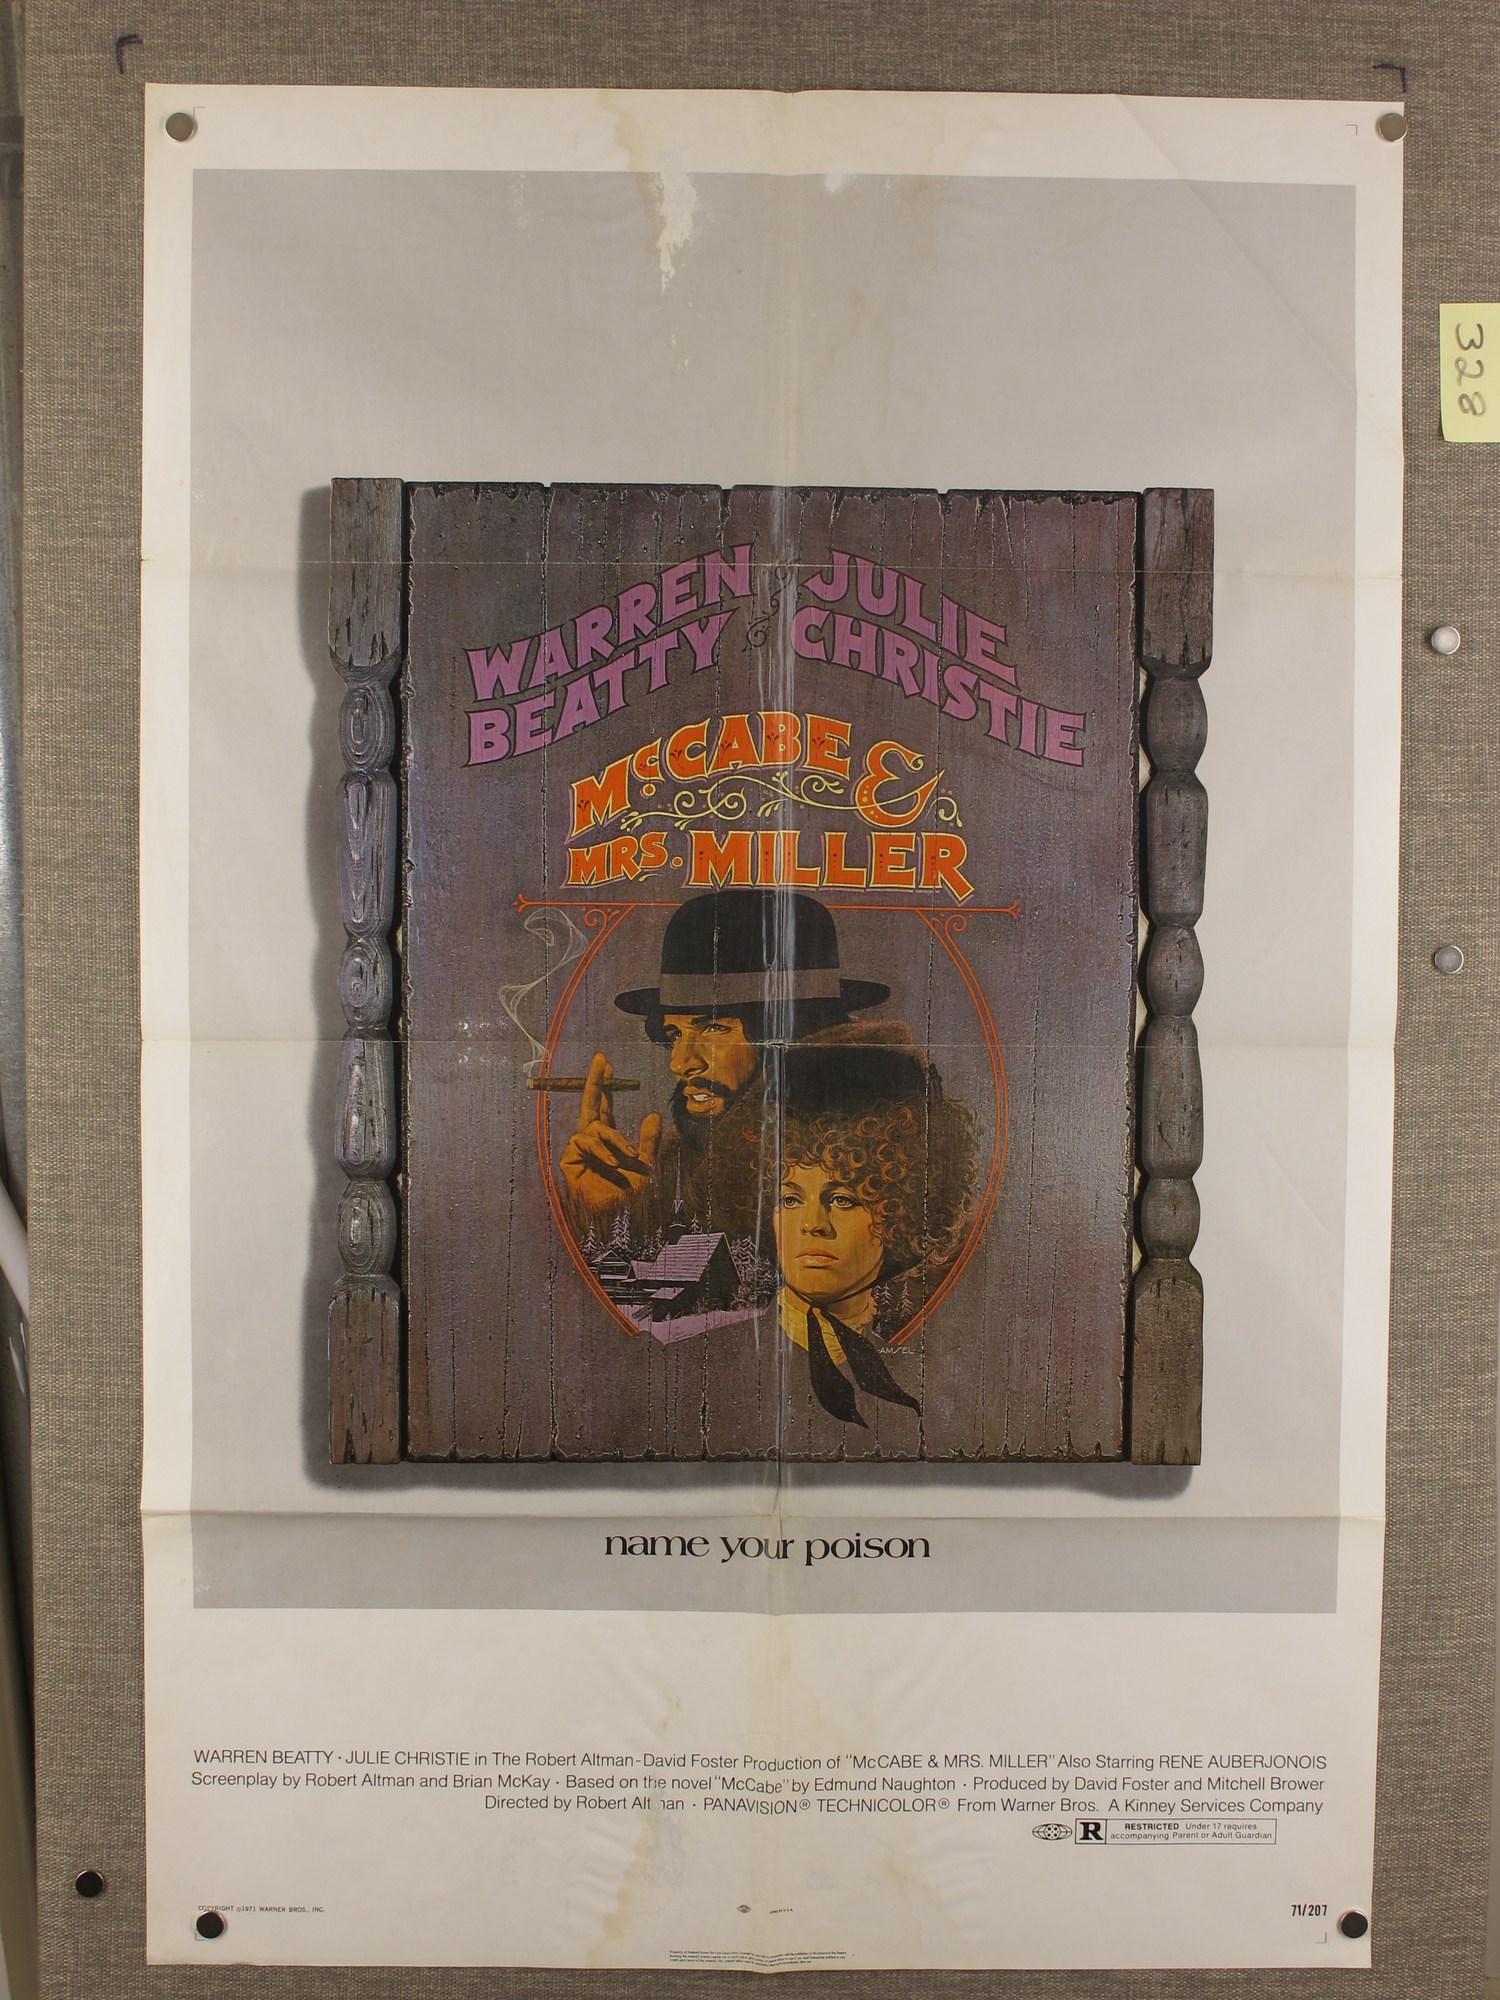 328
WARREN BEATTY
JULIE CHRISTIE
McCABE &
MRS. MILLER
AMSEL
name your poison
WARREN BEATTY · JULIE CHRISTIE in The Robert Altman-David Foster Production of "McCABE & MRS. MILLER" Also Starring RENE AUBERJONOIS
Screenplay by Robert Altman and Brian McKay · Based on the novel "McCabe" by Edmund Naughton · Produced by David Foster and Mitchell Brower
Directed by Robert Alt an · PANAVISION® TECHNICOLOR® From Warner Bros. A Kinney Services Company
R RESTRICTED Under 17 requires
accompanying Parent or Adult Guardian
COPYRIGHT ©1971 WARNER BROS., INC.
71/207